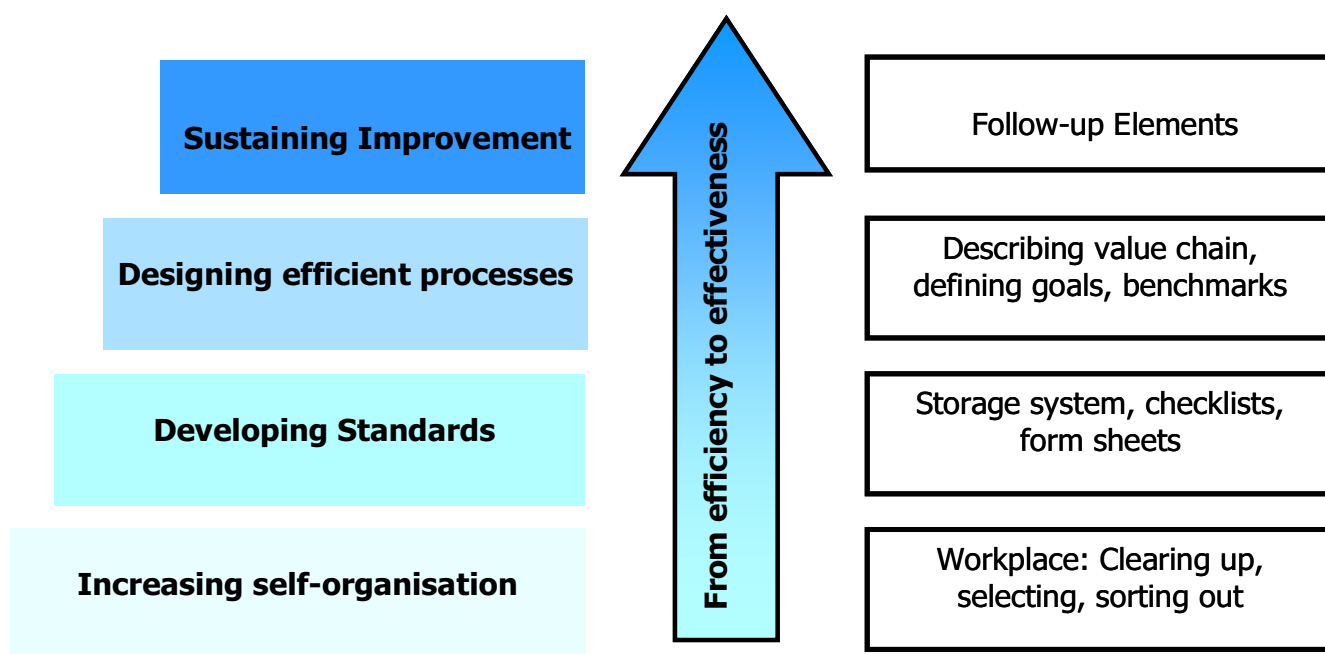 Sustaining Improvement
Designing efficient processes
Developing Standards
Increasing self-organisation
From efficiency to effectiveness
Follow-up Elements
Describing value chain,
defining goals, benchmarks
Storage system, checklists,
form sheets
Workplace: Clearing up,
selecting, sorting out